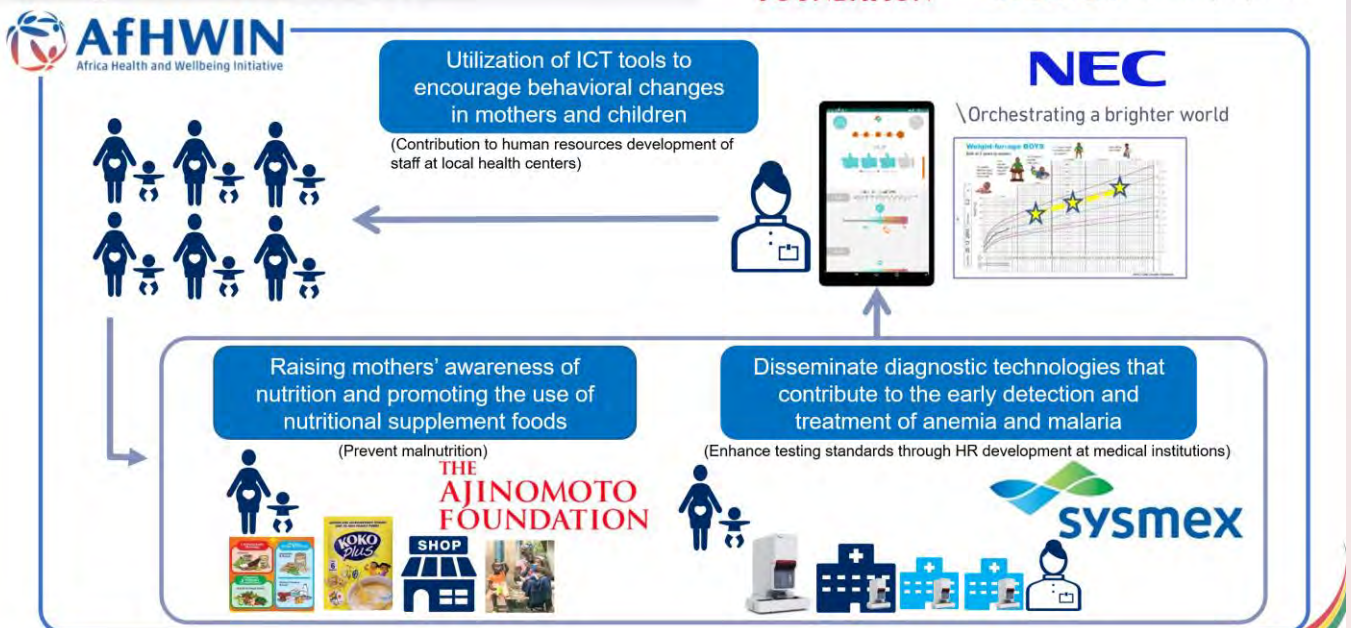 AfHWIN
Africa Health and Wellbeing Initiative
Utilization of ICT tools to
encourage behavioral changes
in mothers and children
(Contribution to human resources development of
staff at local health centers)
NEC
\Orchestrating a brighter world
Weight-for-age BOYS
Raising mothers' awareness of
nutrition and promoting the use of
nutritional supplement foods
(Prevent malnutrition)
THE
AJINOMOTO
FOUNDATION
KOKO
Plus
SHOP
Disseminate diagnostic technologies that
contribute to the early detection and
treatment of anemia and malaria
(Enhance testing standards through HR development at medical institutions)
sysmex